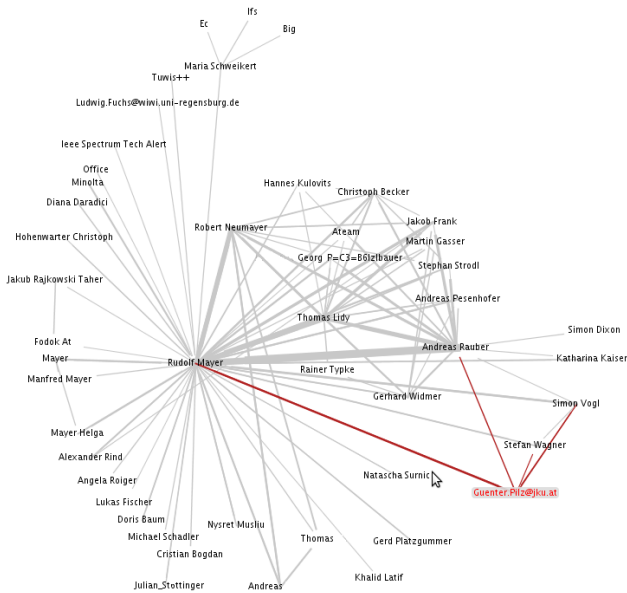 Ifs
Ec
Big
Maria Schweikert
Tuwis++
Ludwig.Fuchs@wiwi.uni-regensburg.de
Ieee Spectrum Tech Alert
Office
Minolta
Hannes Kulovits
Christoph Becker
Diana Daradici
Jakob Frank
Robert Neumayer
Ateam
Hohenwarter Christoph
Martin Gasser
Georg P=C3=B6lzlbauer
Stephan Strodl
Jakub Rajkowski Taher
Andreas Pesenhofer
Thomas Lidy
Simon Dixon
Fodok At
Andreas Rauber
Mayer
Rudolf Mayer
Katharina Kaiser
Rainer Typke
Manfred Mayer
Gerhard Widmer
Simon Vogl
Mayer Helga
Stefan Wagner
Alexander Rind
Natascha Surnic
Angela Roiger
Guenter.Pilz@jku.at
Lukas Fischer
Doris Baum
Nysret Musliu
Michael Schadler
Thomas
Gerd Platzgummer
Cristian Bogdan
Khalid Latif
Julian_Stottinger
Andreas